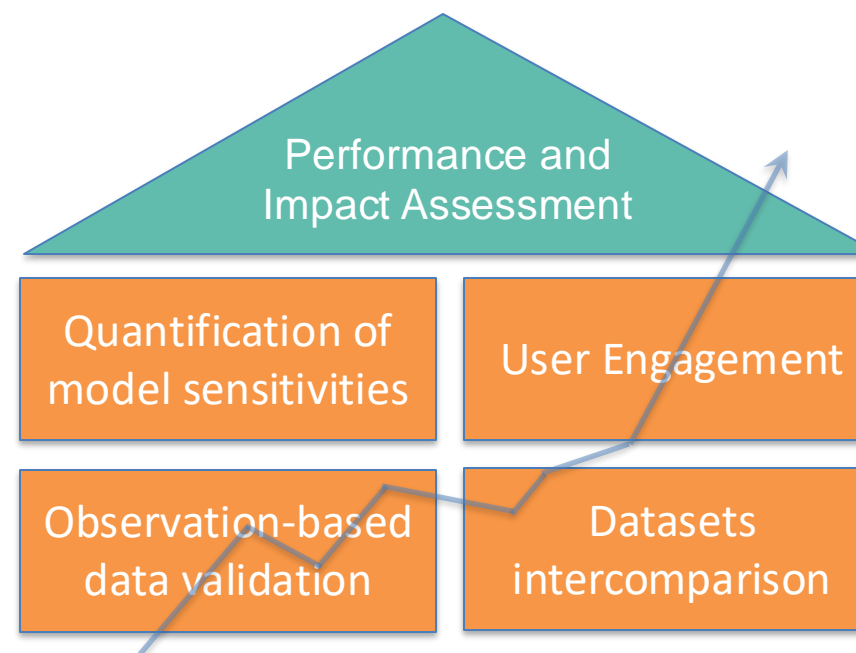 Performance and
Impact Assessment
Quantification of
model sensitivities
User Engagement
Observation-based
data validation
Datasets
intercomparison